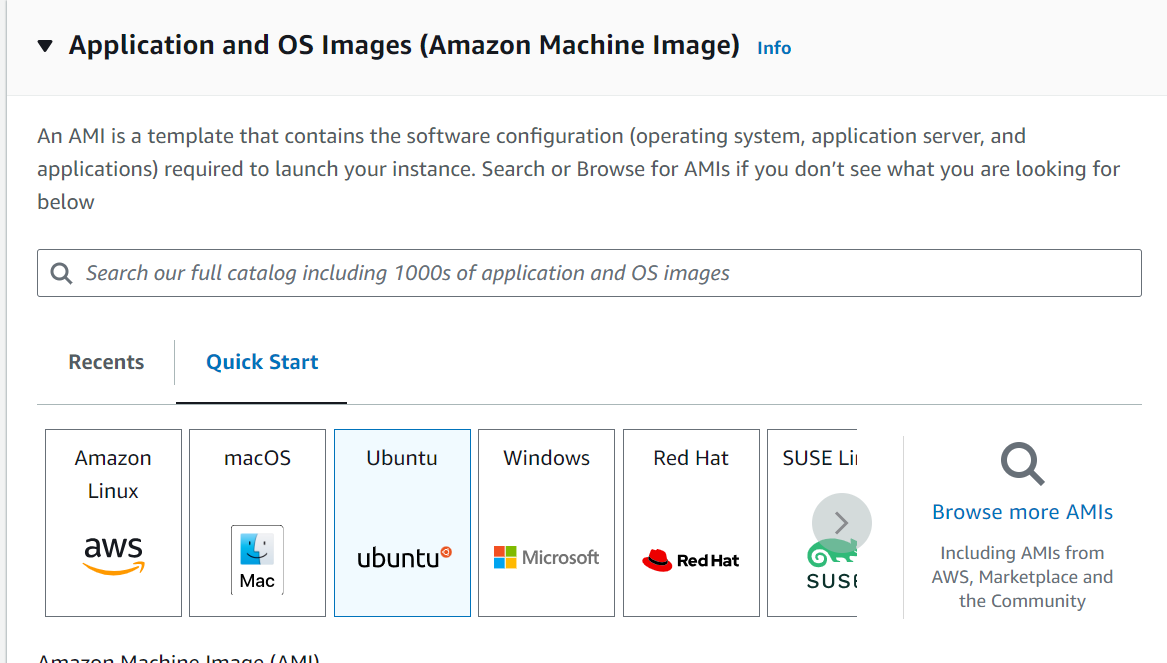 Application and OS Images (Amazon Machine Image) Info
An AMI is a template that contains the software configuration (operating system, application server, and
applications) required to launch your instance. Search or Browse for AMIs if you don’t see what you are looking for
below
Search our full catalog including 1000s of application and OS images
Recents
Quick Start
Amazon
Linux
aws
macOS
Mac
Ubuntu
ubuntu
Windows
Microsoft
Red Hat
Red Hat
SUSE Li
SUSE
Browse more AMIs
Including AMIs from
AWS, Marketplace and
the Community
Amazon Machine Image (AMI)